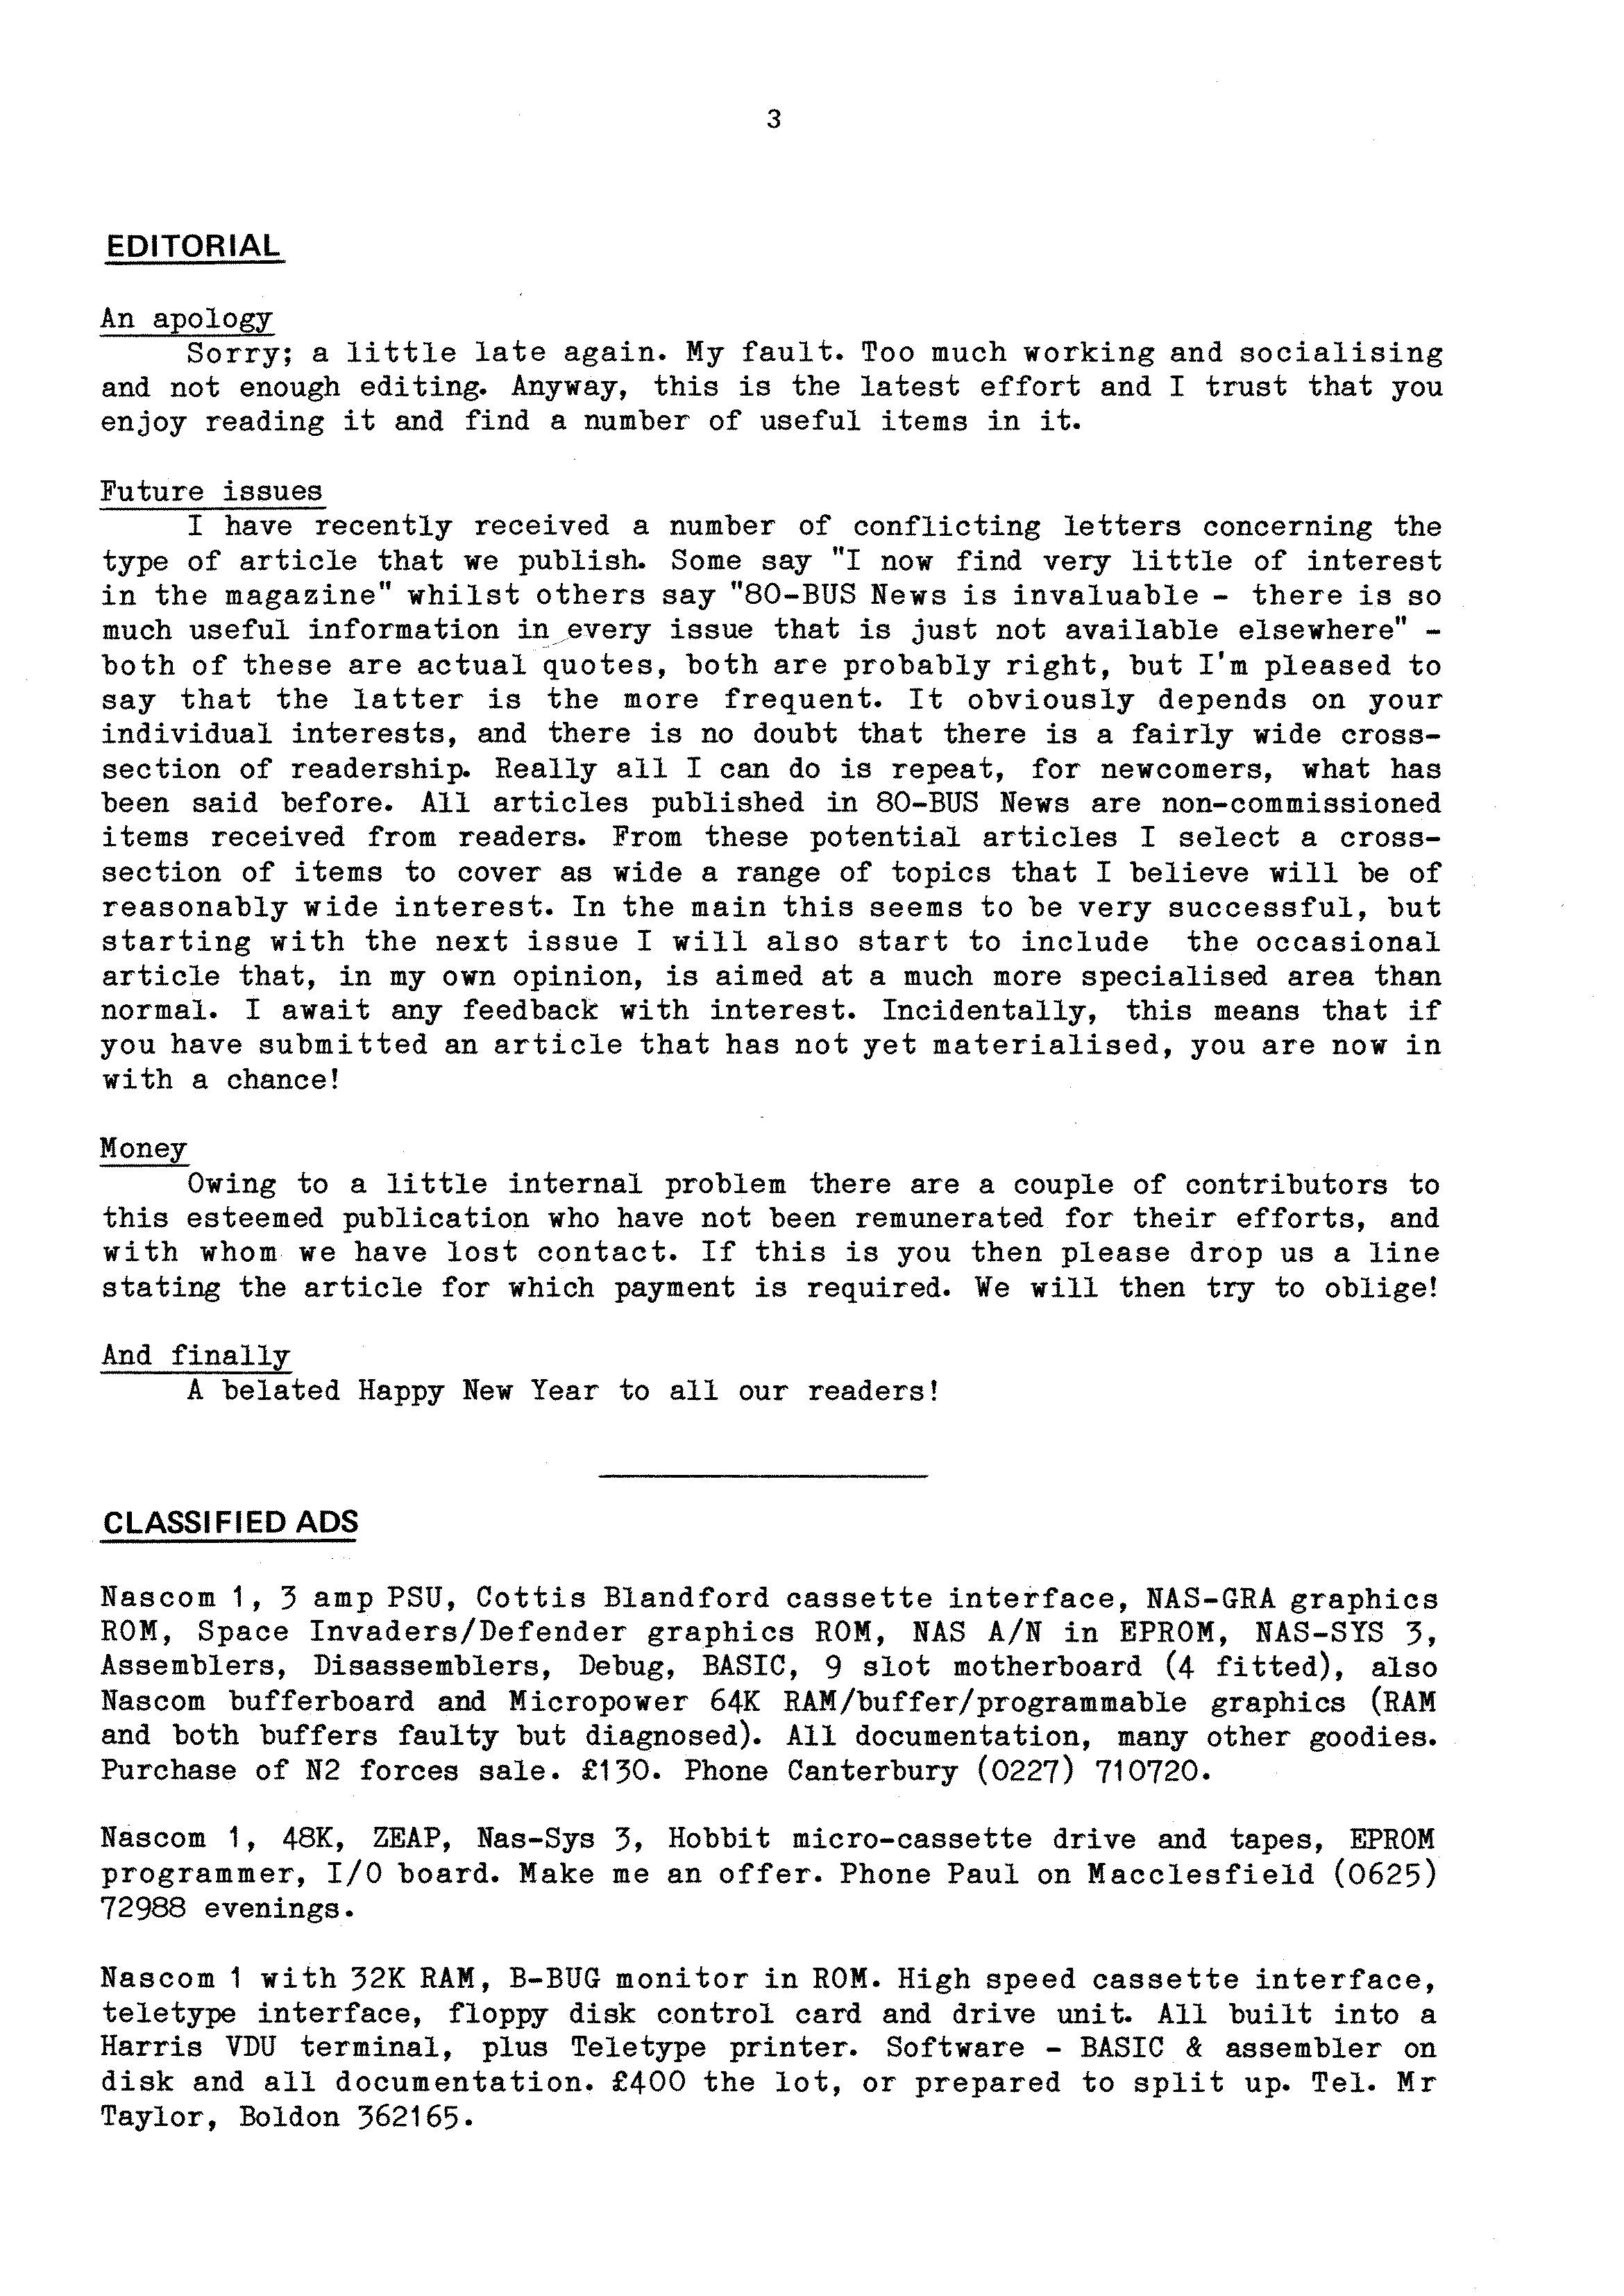 3
EDITORIAL
An apology
Sorry; a little late again. My fault. Too much working and socialising
and not enough editing. Anyway, this is the latest effort and I trust that you
enjoy reading it and find a number of useful items in it.
Future issues
I have recently received a number of conflicting letters concerning the
type of article that we publish. Some say "I now find very little of interest
in the magazine" whilst others say "80-BUS News is invaluable - there is so
much useful information in every issue that is just not available elsewhere" -
both of these are actual quotes, both are probably right, but I'm pleased to
say that the latter is the more frequent. It obviously depends on your
individual interests, and there is no doubt that there is a fairly wide cross-
section of readership. Really all I can do is repeat, for newcomers, what has
been said before. All articles published in 80-BUS News are non-commissioned
items received from readers. From these potential articles I select a cross-
section of items to cover as wide a range of topics that I believe will be of
reasonably wide interest. In the main this seems to be very successful, but
starting with the next issue I will also start to include the occasional
article that, in my own opinion, is aimed at a much more specialised area than
normal. I await any feedback with interest. Incidentally, this means that if
you have submitted an article that has not yet materialised, you are now in
with a chance!
Money
Owing to a little internal problem there are a couple of contributors to
this esteemed publication who have not been remunerated for their efforts, and
with whom we have lost contact. If this is you then please drop us a line
stating the article for which payment is required. We will then try to oblige!
And finally
A belated Happy New Year to all our readers!
CLASSIFIED ADS
Nascom 1, 3 amp PSU, Cottis Blandford cassette interface, NAS-GRA graphics
ROM, Space Invaders/Defender graphics ROM, NAS A/N in EPROM, NAS-SYS 3,
Assemblers, Disassemblers, Debug, BASIC, 9 slot motherboard (4 fitted), also
Nascom bufferboard and Micropower 64K RAM/buffer/programmable graphics (RAM
and both buffers faulty but diagnosed). All documentation, many other goodies.
Purchase of N2 forces sale. £130. Phone Canterbury (0227) 710720.
Nascom 1, 48K, ZEAP, Nas-Sys 3, Hobbit micro-cassette drive and tapes, EPROM
programmer, I/O board. Make me an offer. Phone Paul on Macclesfield (0625)
72988 evenings.
Nascom 1 with 32K RAM, B-BUG monitor in ROM. High speed cassette interface,
teletype interface, floppy disk control card and drive unit. All built into a
Harris VDU terminal, plus Teletype printer. Software - BASIC & assembler on
disk and all documentation. £400 the lot, or prepared to split up. Tel. Mr
Taylor, Boldon 362165.